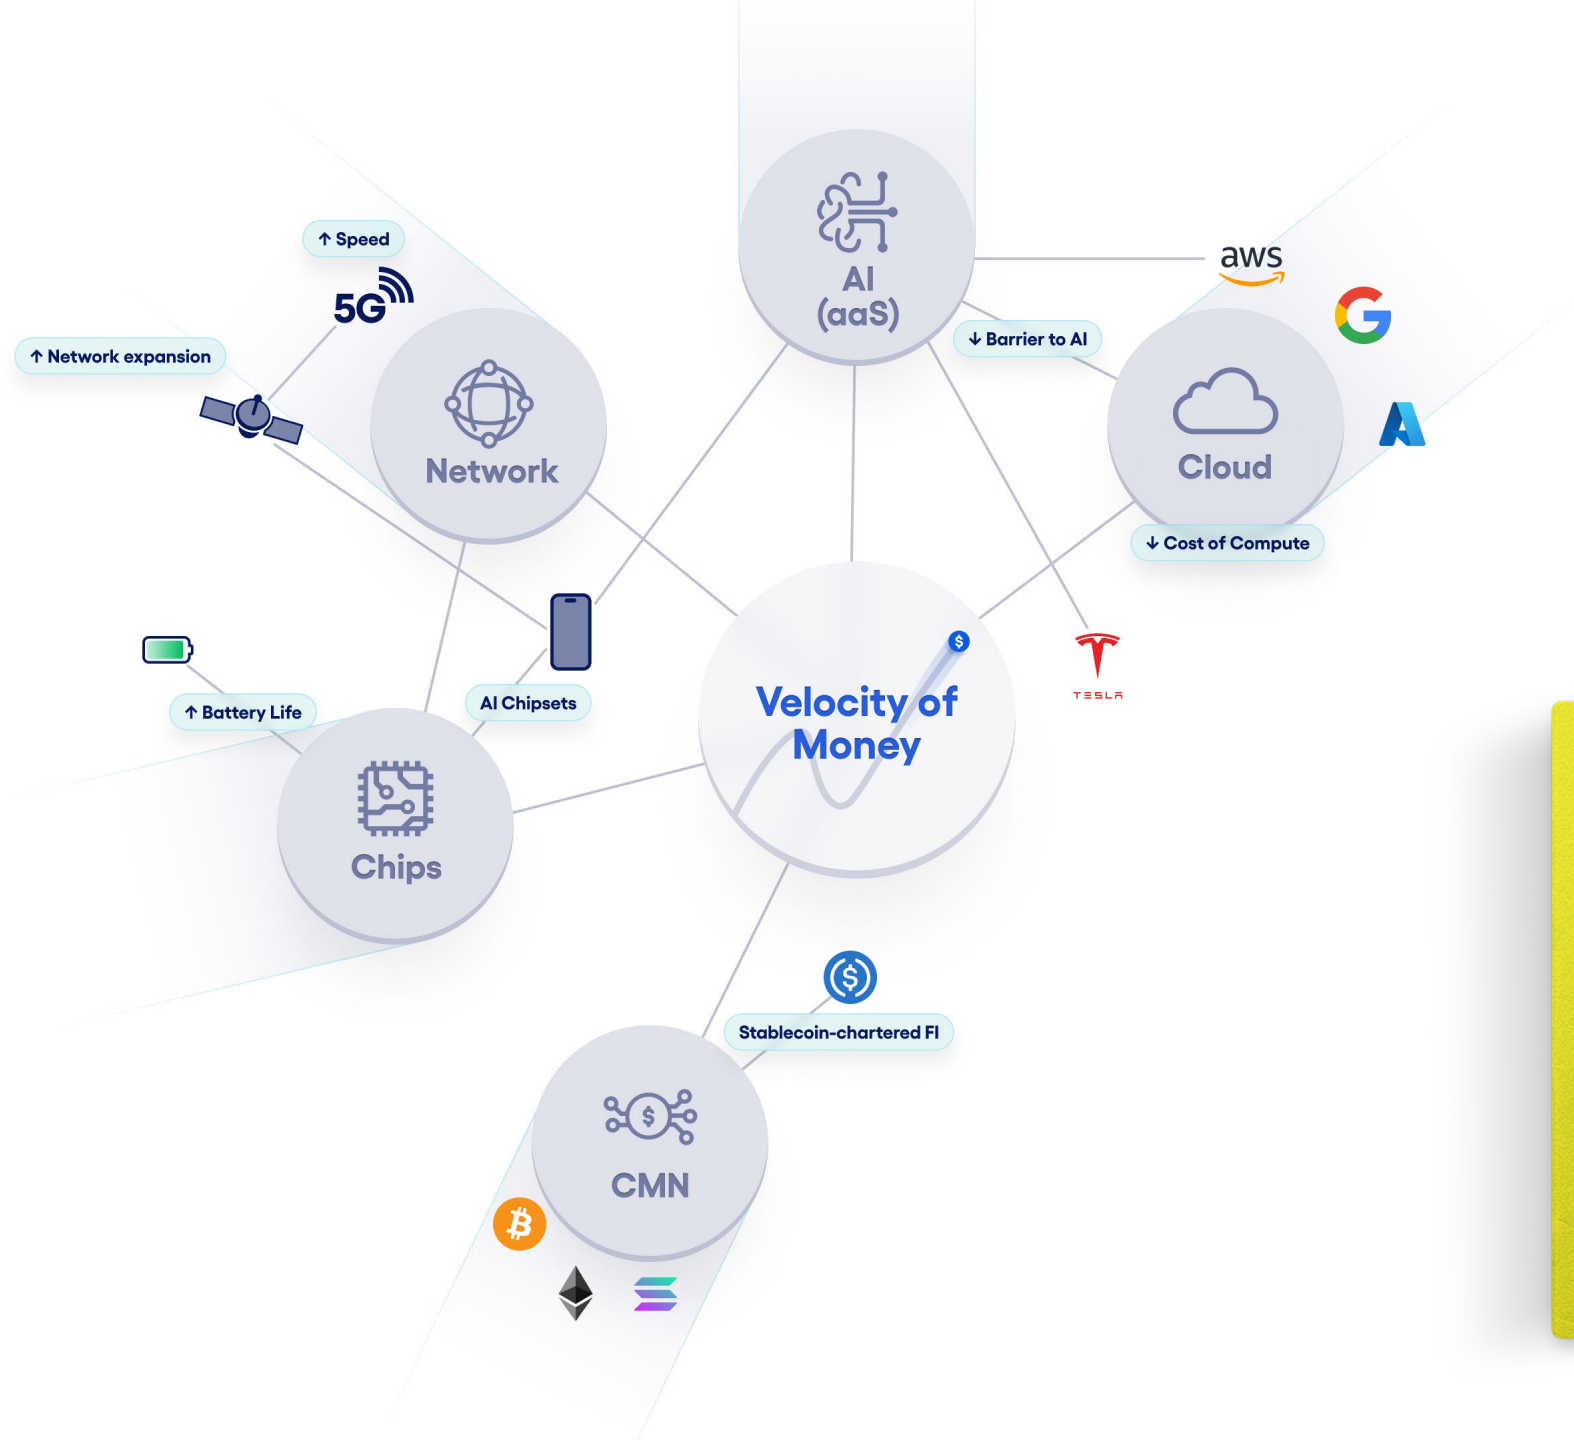 AI
(aaS)
aws
↑ Speed
5G
↓ Barrier to AI
↑ Network expansion
Network
Cloud
↓ Cost of Compute
TESLA
↑ Battery Life
AI Chipsets
$
Velocity of
Money
Chips
$
Stablecoin-chartered FI
$
CMN